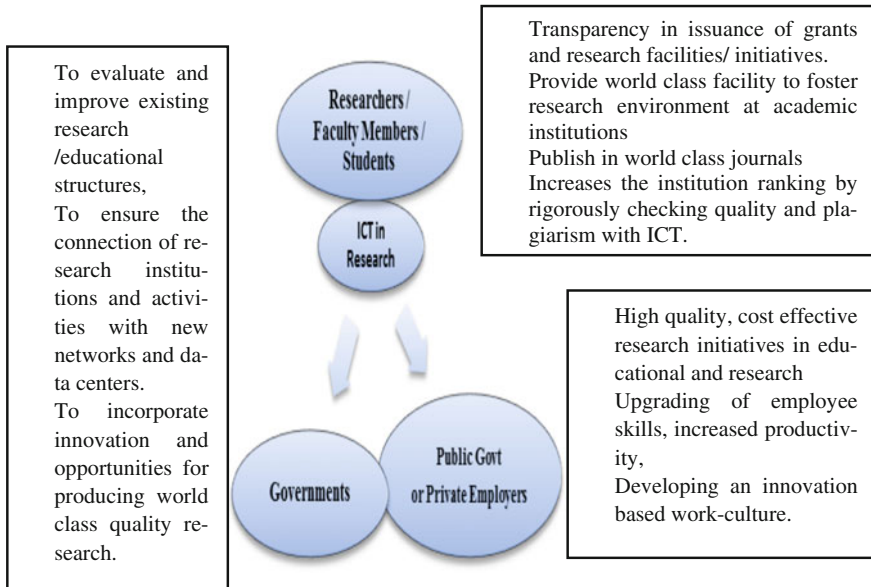 To evaluate and
improve existing
research
/educational
structures,
To ensure the
connection of re-
search institu-
tions and activi-
ties with new
networks and da-
ta centers.
To incorporate
innovation and
opportunities for
producing world
class quality re-
search.
Researchers /
Faculty Members /
Students
ICT in
Research
Governments
Public Govt
or Private Employers
Transparency in issuance of grants
and research facilities/ initiatives.
Provide world class facility to foster
research environment at academic
institutions
Publish in world class journals
Increases the institution ranking by
rigorously checking quality and pla-
giarism with ICT.
High quality, cost effective
research initiatives in edu-
cational and research
Upgrading of employee
skills, increased productiv-
ity,
Developing an innovation
based work-culture.